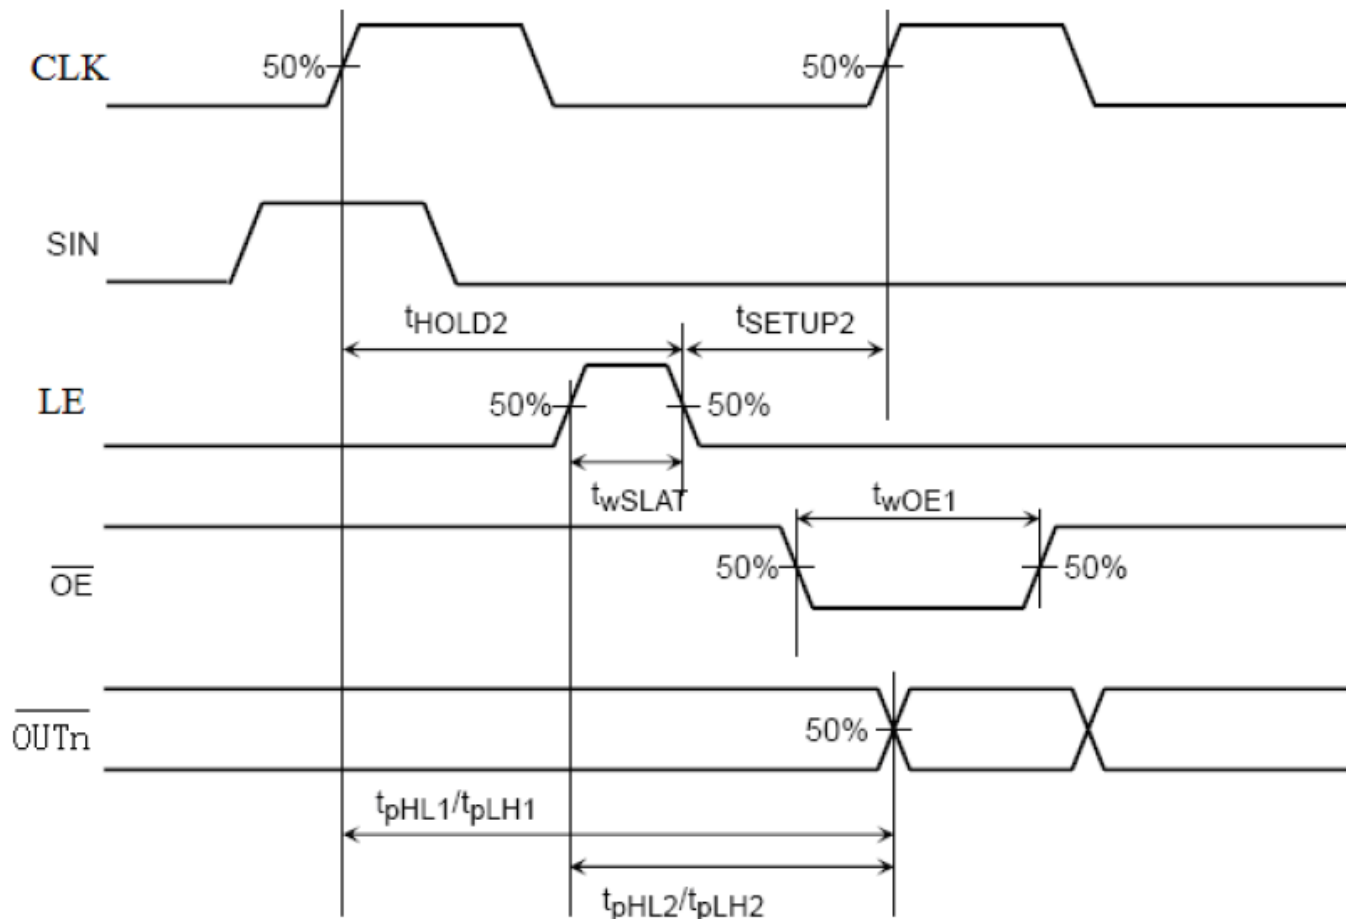 CLK
50%
50%
SIN
tHOLD2
tSETUP2
LE
50%
50%
twSLAT
twOE1
OE
50%
50%
OUTn
50%
tpHL1/tpLH1
tpHL2/tpLH2